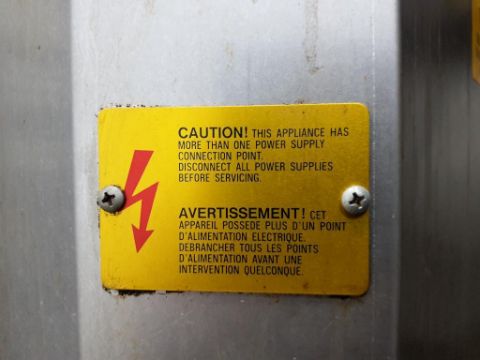 CAUTION! THIS APPLIANCE HAS
MORE THAN ONE POWER SUPPLY
CONNECTION POINT.
DISCONNECT ALL POWER SUPPLIES
BEFORE SERVICING.
AVERTISSEMENT! CET
APPAREIL POSSEDE PLUS D'UN POINT
D'ALIMENTATION ELECTRIQUE.
DEBRANCHER TOUS LES POINTS
D'ALIMENTATION AVANT UNE
INTERVENTION QUELCONQUE.